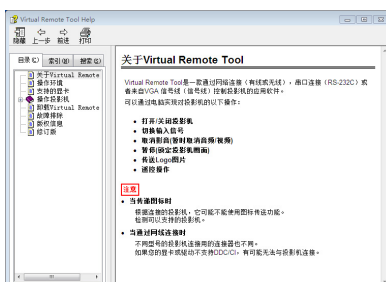 Virtual Remote Tool Help
隐藏 上一步 前进 打印
目录(C) 索引(N) 搜索(S)
关于Virtual Remote
操作环境
支持的显卡
操作投影机
卸载Virtual Remote
故障排除
版权信息
修订版
关于Virtual Remote Tool
Virtual Remote Tool是一款通过网络连接（有线或无线），串口连接（RS-232C）或
者来自VGA 信号线（信号线）控制投影机的应用软件。
可以通过电脑实现对投影机的以下操作：
• 打开/关闭投影机
• 切换输入信号
• 取消影音(暂时取消音频/视频)
• 暂停(锁定投影机画面)
• 传送Logo图片
• 遥控操作
注意
• 当传递图标时
根据连接的投影机，它可能不能使用图标传送功能。
检测可以支持的投影机。
• 当通过网线连接时
不同型号的投影机连接用的连接器也不同。
如果您的显卡或驱动不支持DDC/CI，有可能无法与投影机连接。